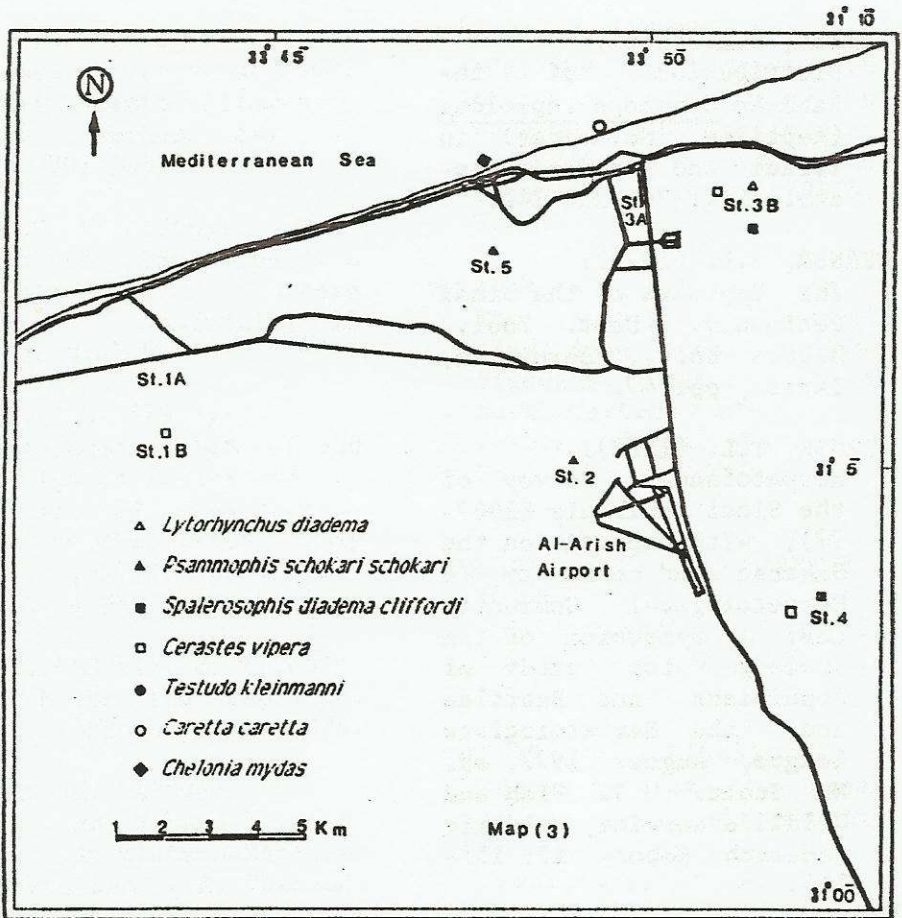 31° 10
33° 45
33° 50
N
Mediterranean Sea
St. 3A
St. 3B
St. 5
St. 1A
St. 1B
St. 2
31° 5
Al-Arish
Airport
St. 4
Lytorhynchus diadema
Psammophis schokari schokari
Spalerosophis diadema cliffordi
Cerastes vipera
Testudo kleinmanni
Caretta caretta
Chelonia mydas
1 2 3 4 5 Km
Map (3)
31° 00